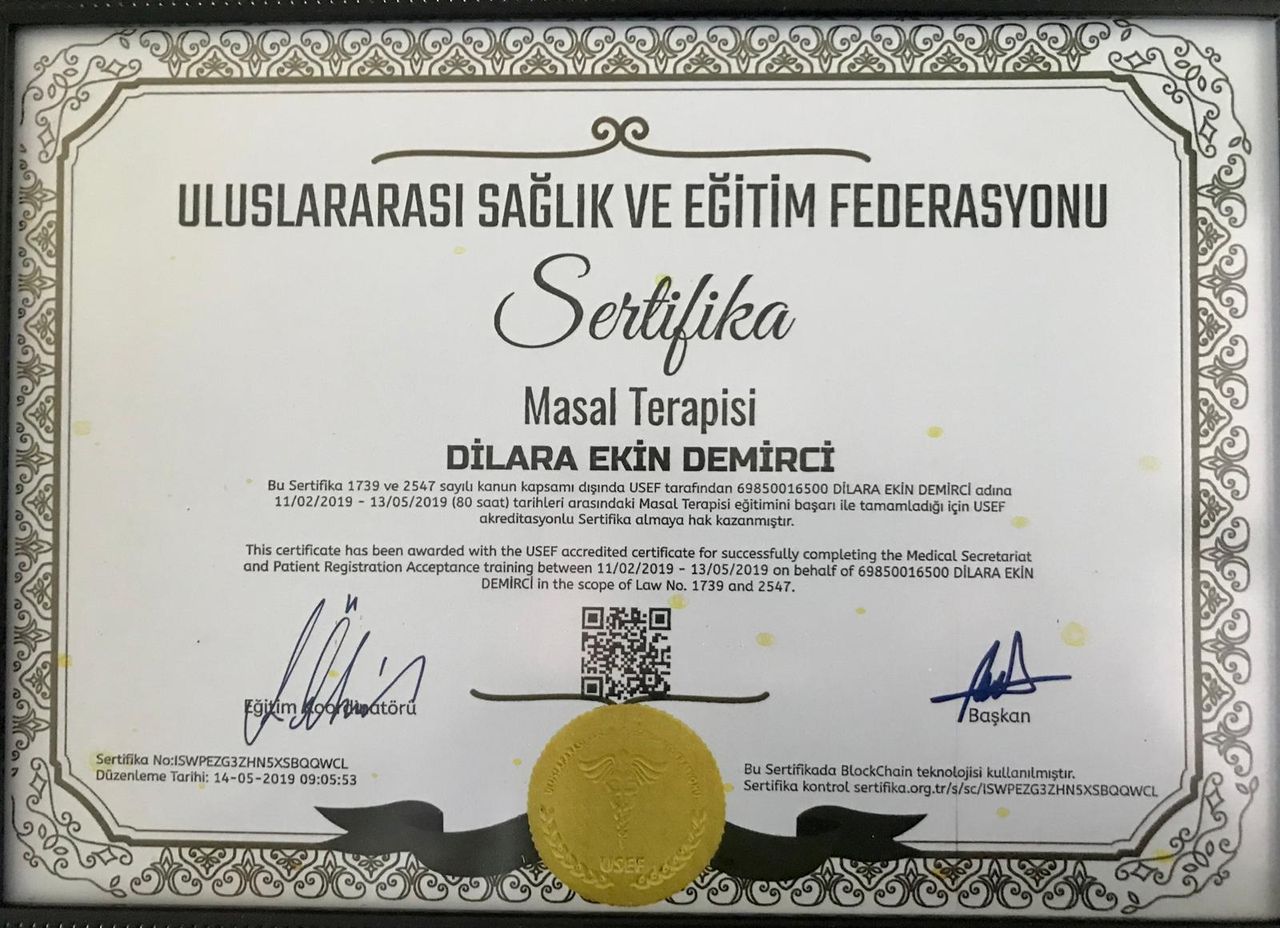 ULUSLARARASI SAĞLIK VE EĞİTİM FEDERASYONU
Sertifika
Masal Terapisi
DİLARA EKİN DEMİRCİ
Bu Sertifika 1739 ve 2547 sayılı kanun kapsamı dışında USEF tarafından 69850016500 DİLARA EKİN DEMİRCİ adına
11/02/2019 - 13/05/2019 (80 saat) tarihleri arasındaki Masal Terapisi eğitimini başarı ile tamamladığı için USEF
akreditasyonlu Sertifika almaya hak kazanmıştır.
This certificate has been awarded with the USEF accredited certificate for successfully completing the Medical Secretariat
and Patient Registration Acceptance training between 11/02/2019 - 13/05/2019 on behalf of 69850016500 DİLARA EKİN
DEMİRCİ in the scope of Law No. 1739 and 2547.
Eğitim Koordinatörü
Başkan
Sertifika No:ISWPEZG3ZHN5XSBQQWCL
Düzenleme Tarihi: 14-05-2019 09:05:53
Bu Sertifikada BlockChain teknolojisi kullanılmıştır.
Sertifika kontrol sertifika.org.tr/s/sc/ISWPEZG3ZHN5XSBQQWCL
USEF